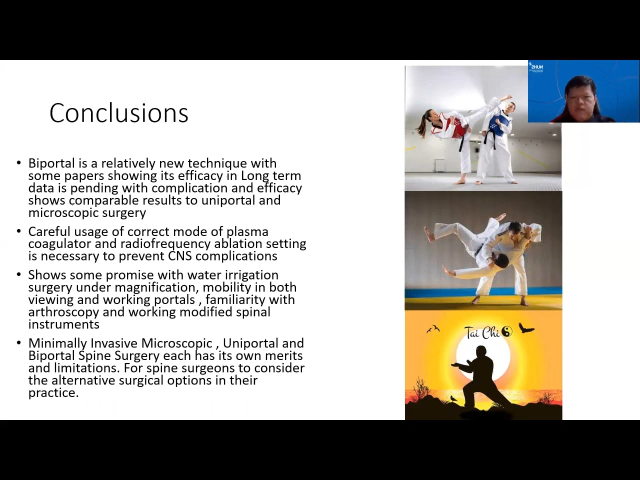 Conclusions
• Biportal is a relatively new technique with
some papers showing its efficacy in Long term
data is pending with complication and efficacy
shows comparable results to uniportal and
microscopic surgery
• Careful usage of correct mode of plasma
coagulator and radiofrequency ablation setting
is necessary to prevent CNS complications
• Shows some promise with water irrigation
surgery under magnification, mobility in both
viewing and working portals , familiarity with
arthroscopy and working modified spinal
instruments
• Minimally Invasive Microscopic , Uniportal and
Biportal Spine Surgery each has its own merits
and limitations. For spine surgeons to consider
the alternative surgical options in their
practice.
Tai Chi